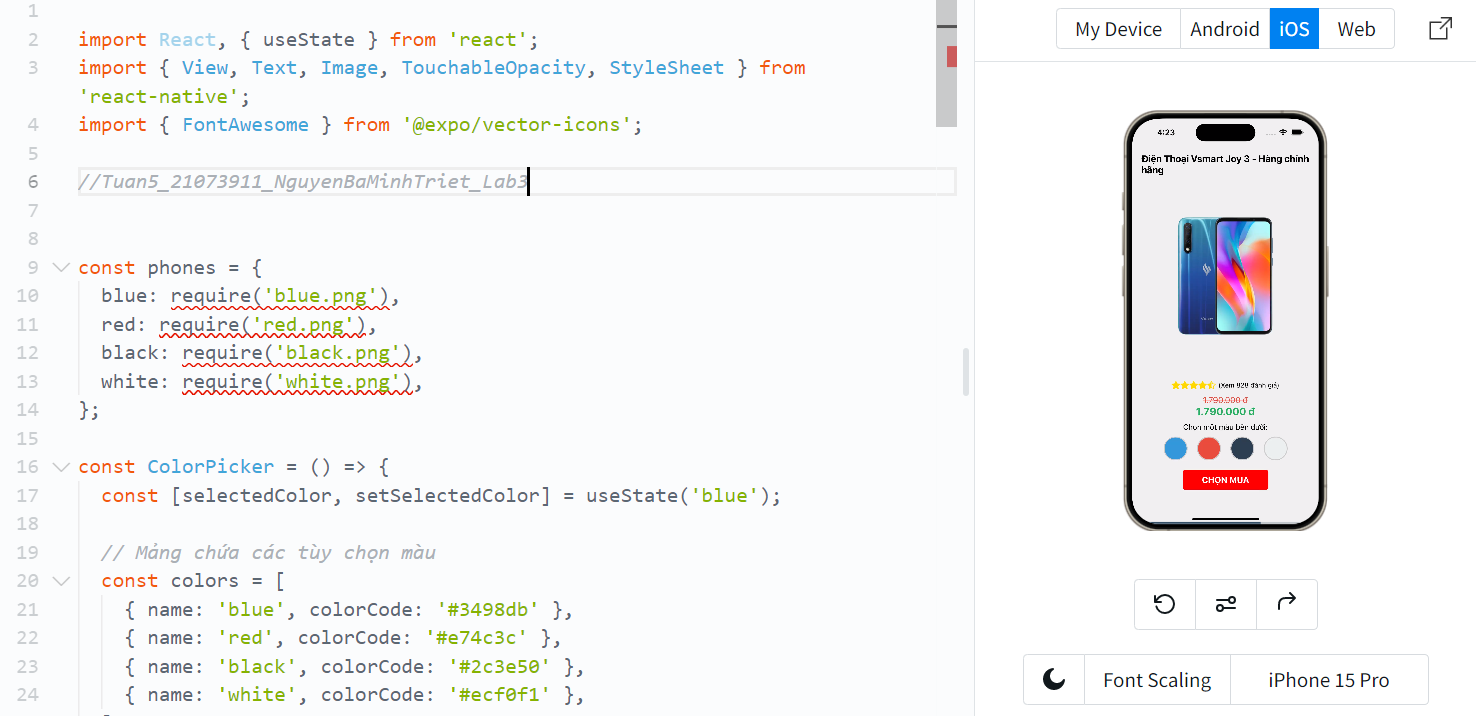 1
2 import React, { useState } from 'react';
3 import { View, Text, Image, TouchableOpacity, StyleSheet } from
'react-native';
4 import { FontAwesome } from '@expo/vector-icons';
5
6 //Tuan5_21073911_NguyenBaMinhTriet_Lab3
7
8
9 const phones = {
10 blue: require('blue.png'),
11 red: require('red.png'),
12 black: require('black.png'),
13 white: require('white.png'),
14 };
15
16 const ColorPicker = () => {
17 const [selectedColor, setSelectedColor] = useState('blue');
18
19 // Mảng chứa các tùy chọn màu
20 const colors = [
21 { name: 'blue', colorCode: '#3498db' },
22 { name: 'red', colorCode: '#e74c3c' },
23 { name: 'black', colorCode: '#2c3e50' },
24 { name: 'white', colorCode: '#ecf0f1' },
My Device Android iOS Web
4:23
Điện Thoại Vsmart Joy 3 - Hàng chính
hãng
(Xem 828 đánh giá)
1.790.000 đ
1.790.000 đ
Chọn một màu bên dưới:
CHỌN MUA
Font Scaling iPhone 15 Pro